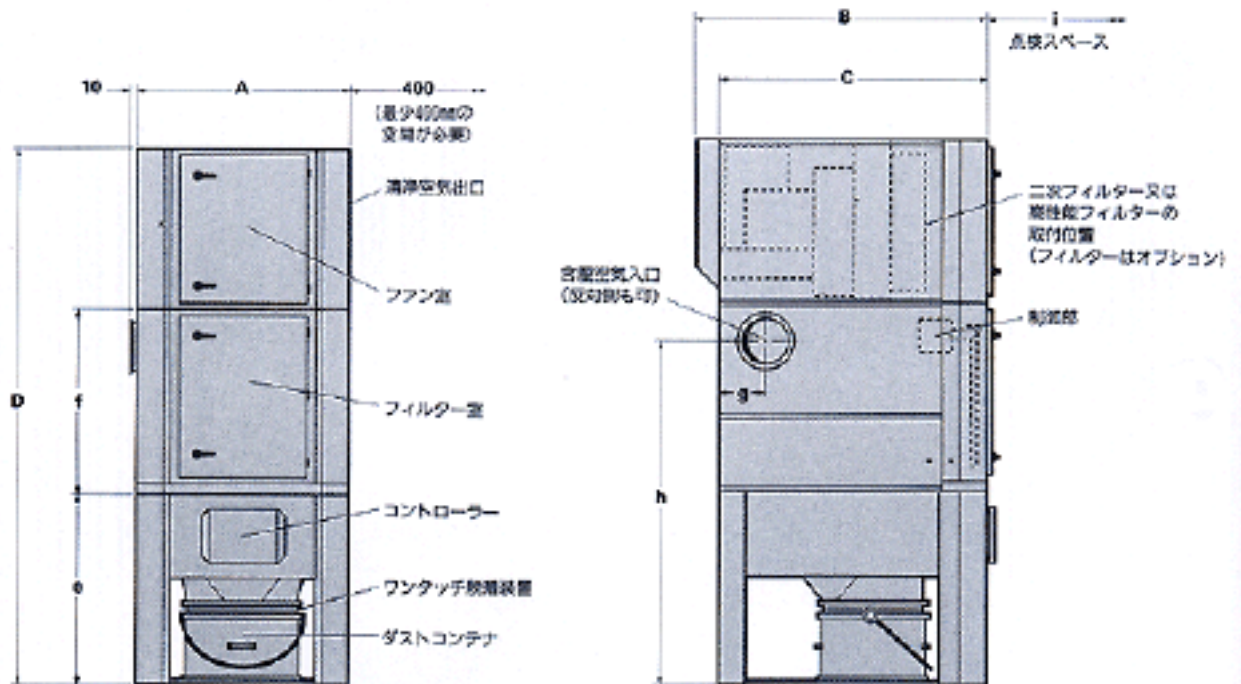 10
A
400
(最少400mmの
空間が必要)
清浄空気出口
ファン室
フィルター室
コントローラー
ワンタッチ脱着装置
ダストコンテナ
D
f
e
B
i
点検スペース
C
二次フィルター又は
高性能フィルターの
取付位置
(フィルターはオプション)
含塵空気入口
(反対側も可)
制御部
g
h